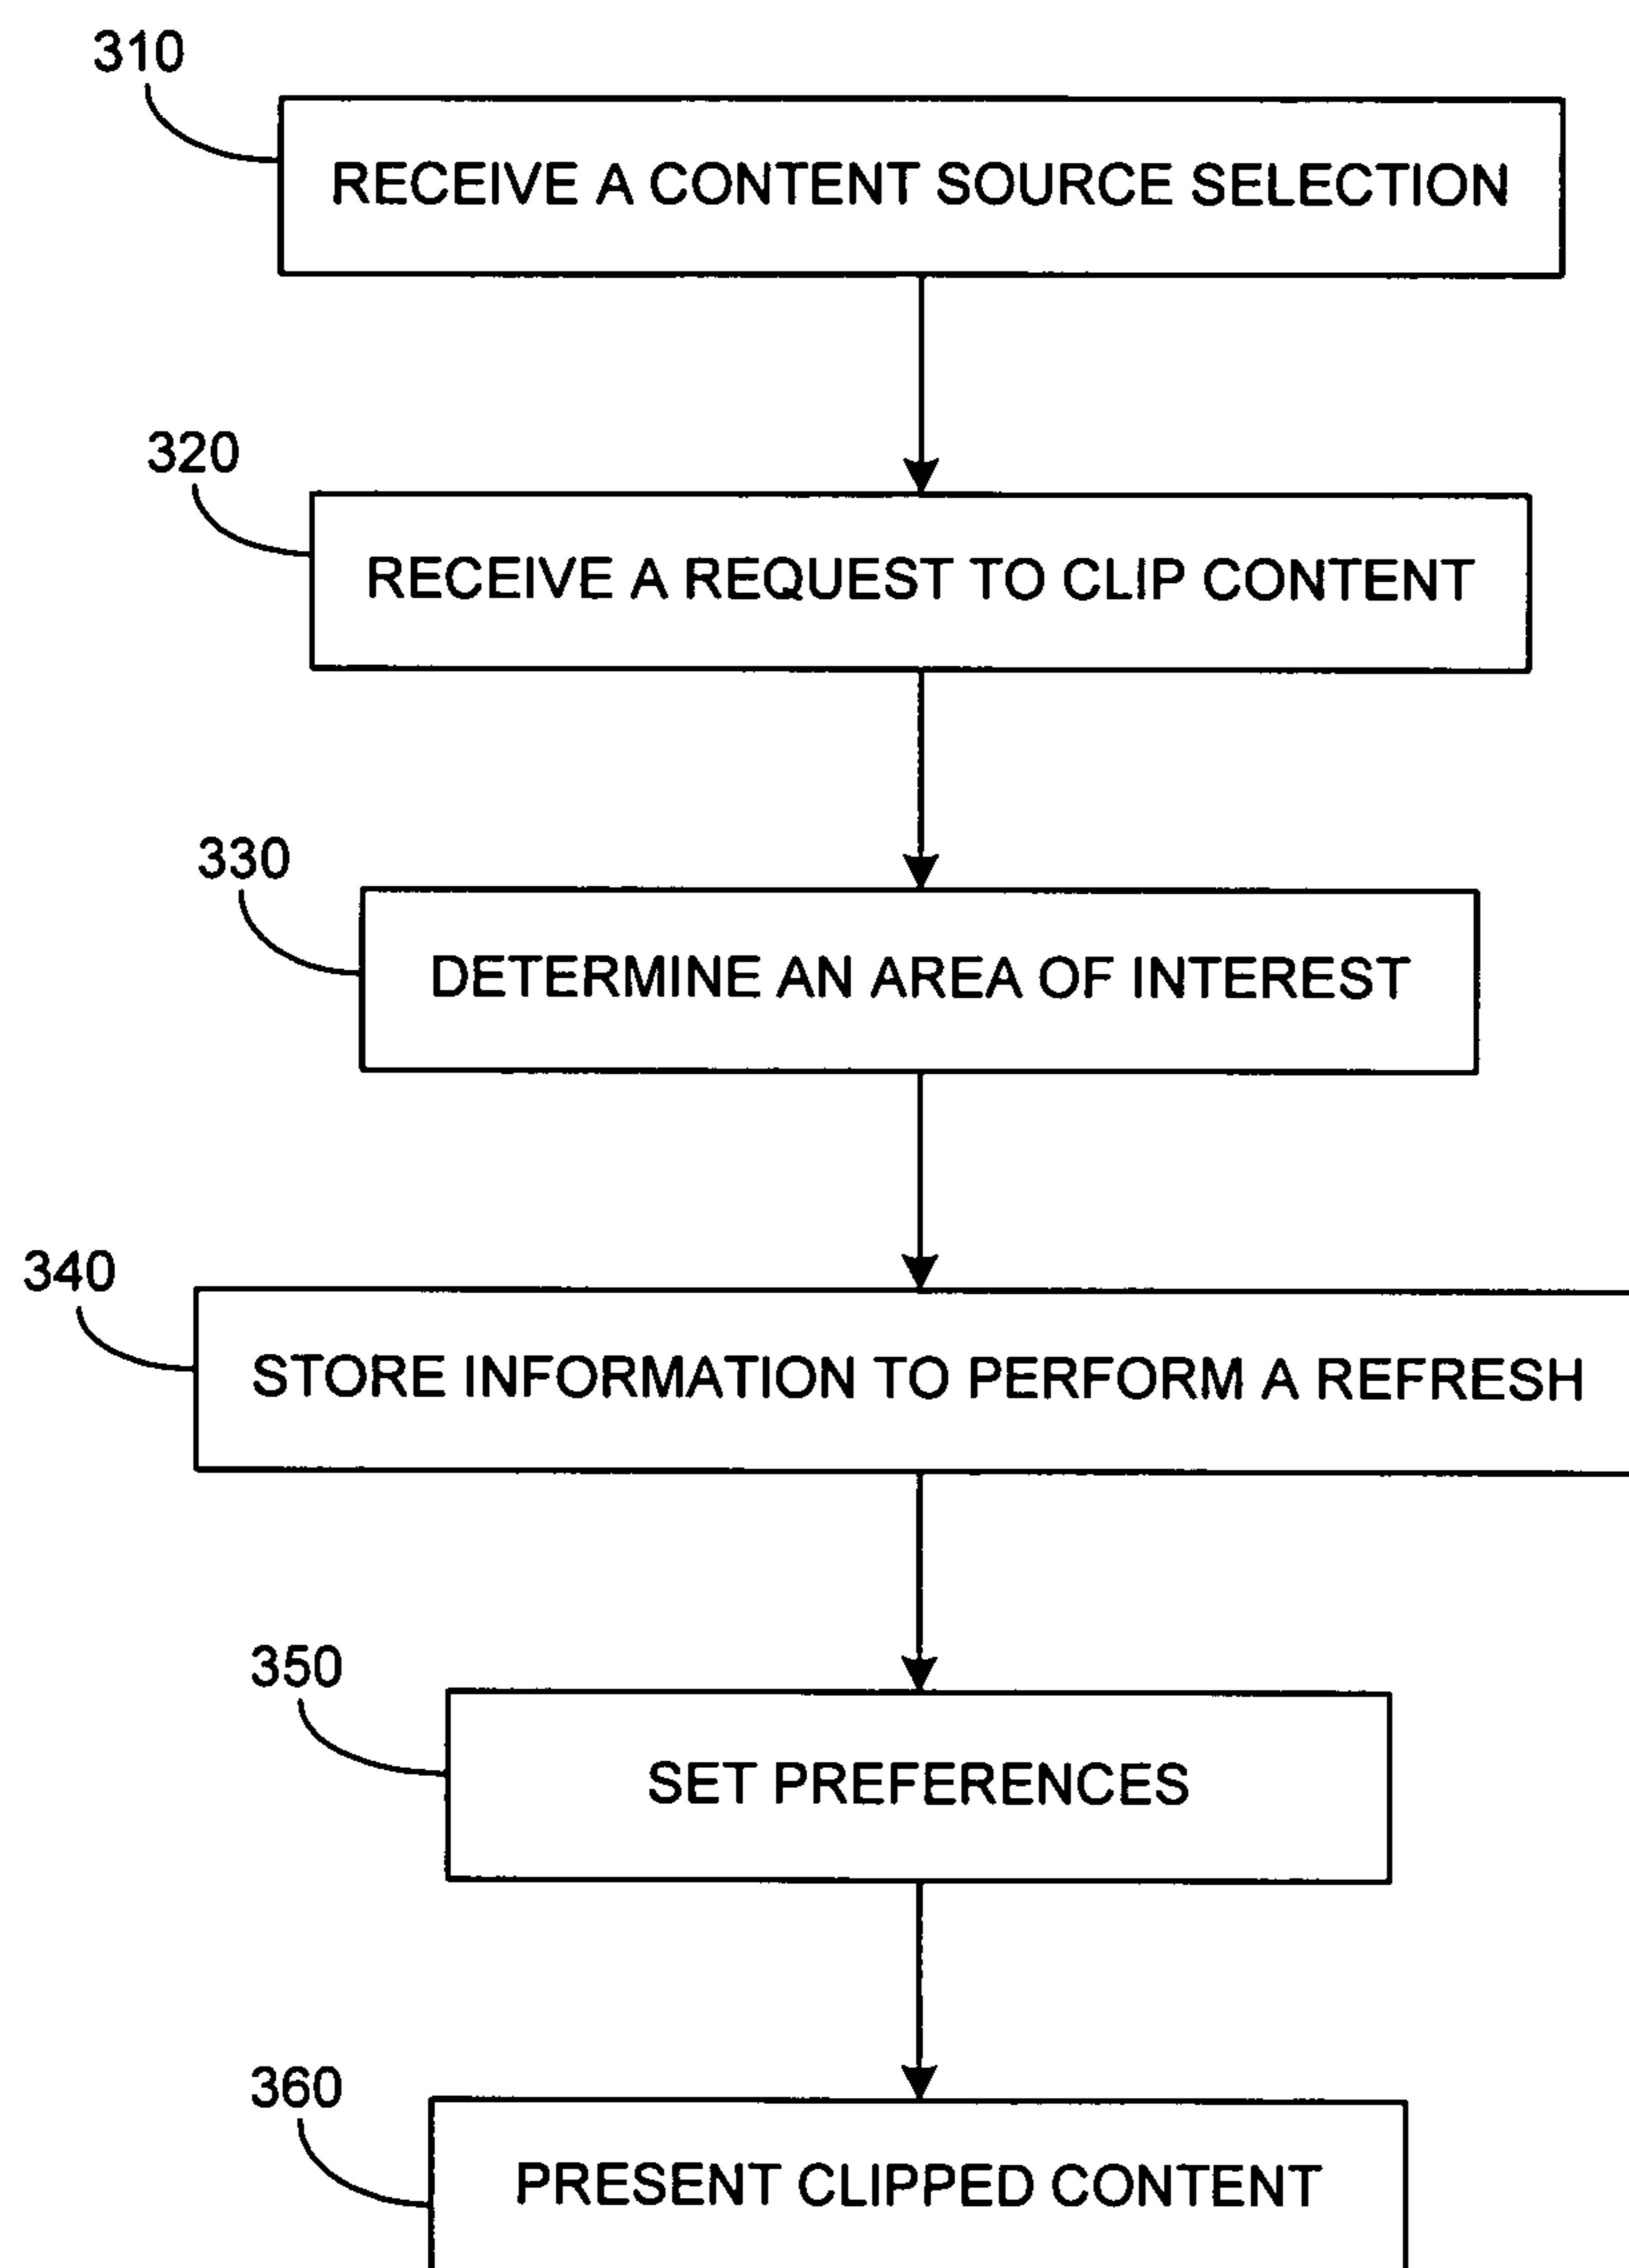 310
RECEIVE A CONTENT SOURCE SELECTION
320
RECEIVE A REQUEST TO CLIP CONTENT
330
DETERMINE AN AREA OF INTEREST
340
STORE INFORMATION TO PERFORM A REFRESH
350
SET PREFERENCES
360
PRESENT CLIPPED CONTENT